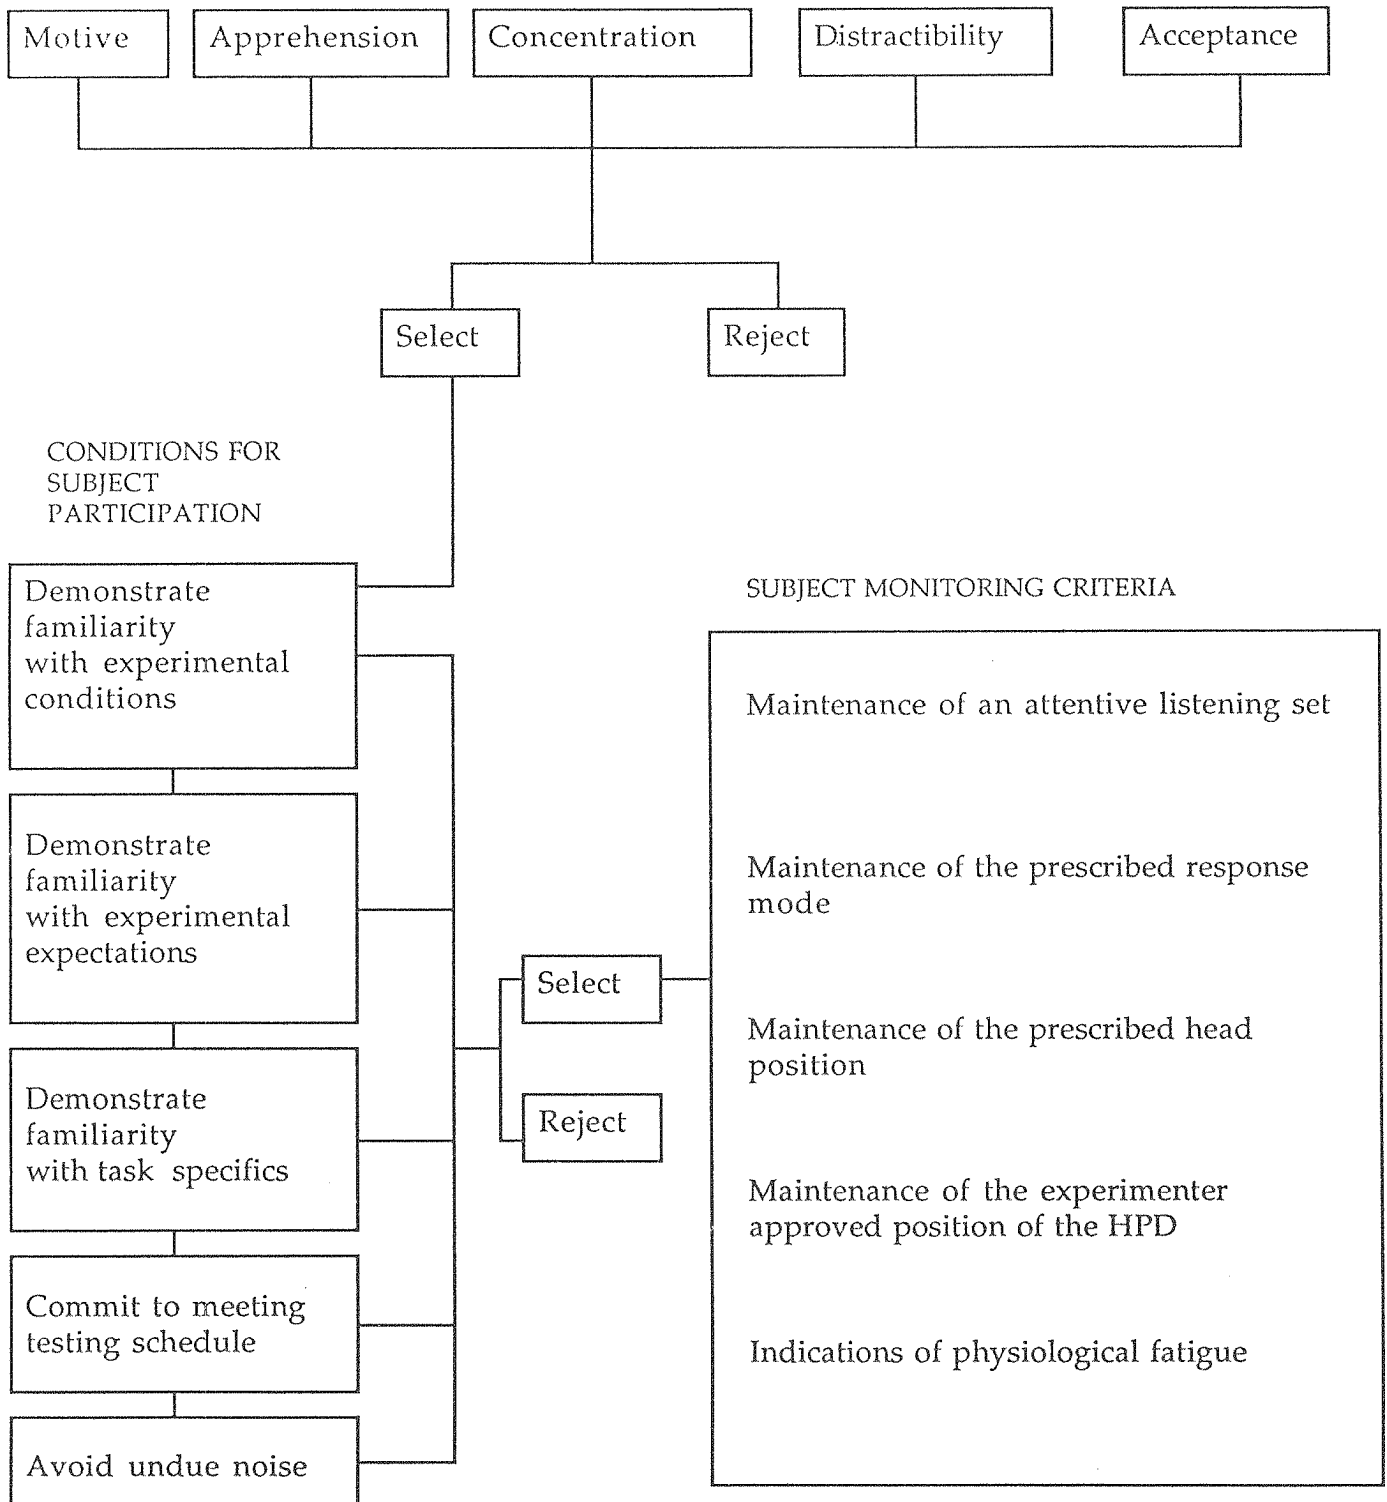 Motive
Apprehension
Concentration
Distractibility
Acceptance
Select
Reject
CONDITIONS FOR
SUBJECT
PARTICIPATION
Demonstrate
familiarity
with experimental
conditions
Demonstrate
familiarity
with experimental
expectations
Demonstrate
familiarity
with task specifics
Commit to meeting
testing schedule
Avoid undue noise
Select
Reject
SUBJECT MONITORING CRITERIA
Maintenance of an attentive listening set
Maintenance of the prescribed response
mode
Maintenance of the prescribed head
position
Maintenance of the experimenter
approved position of the HPD
Indications of physiological fatigue